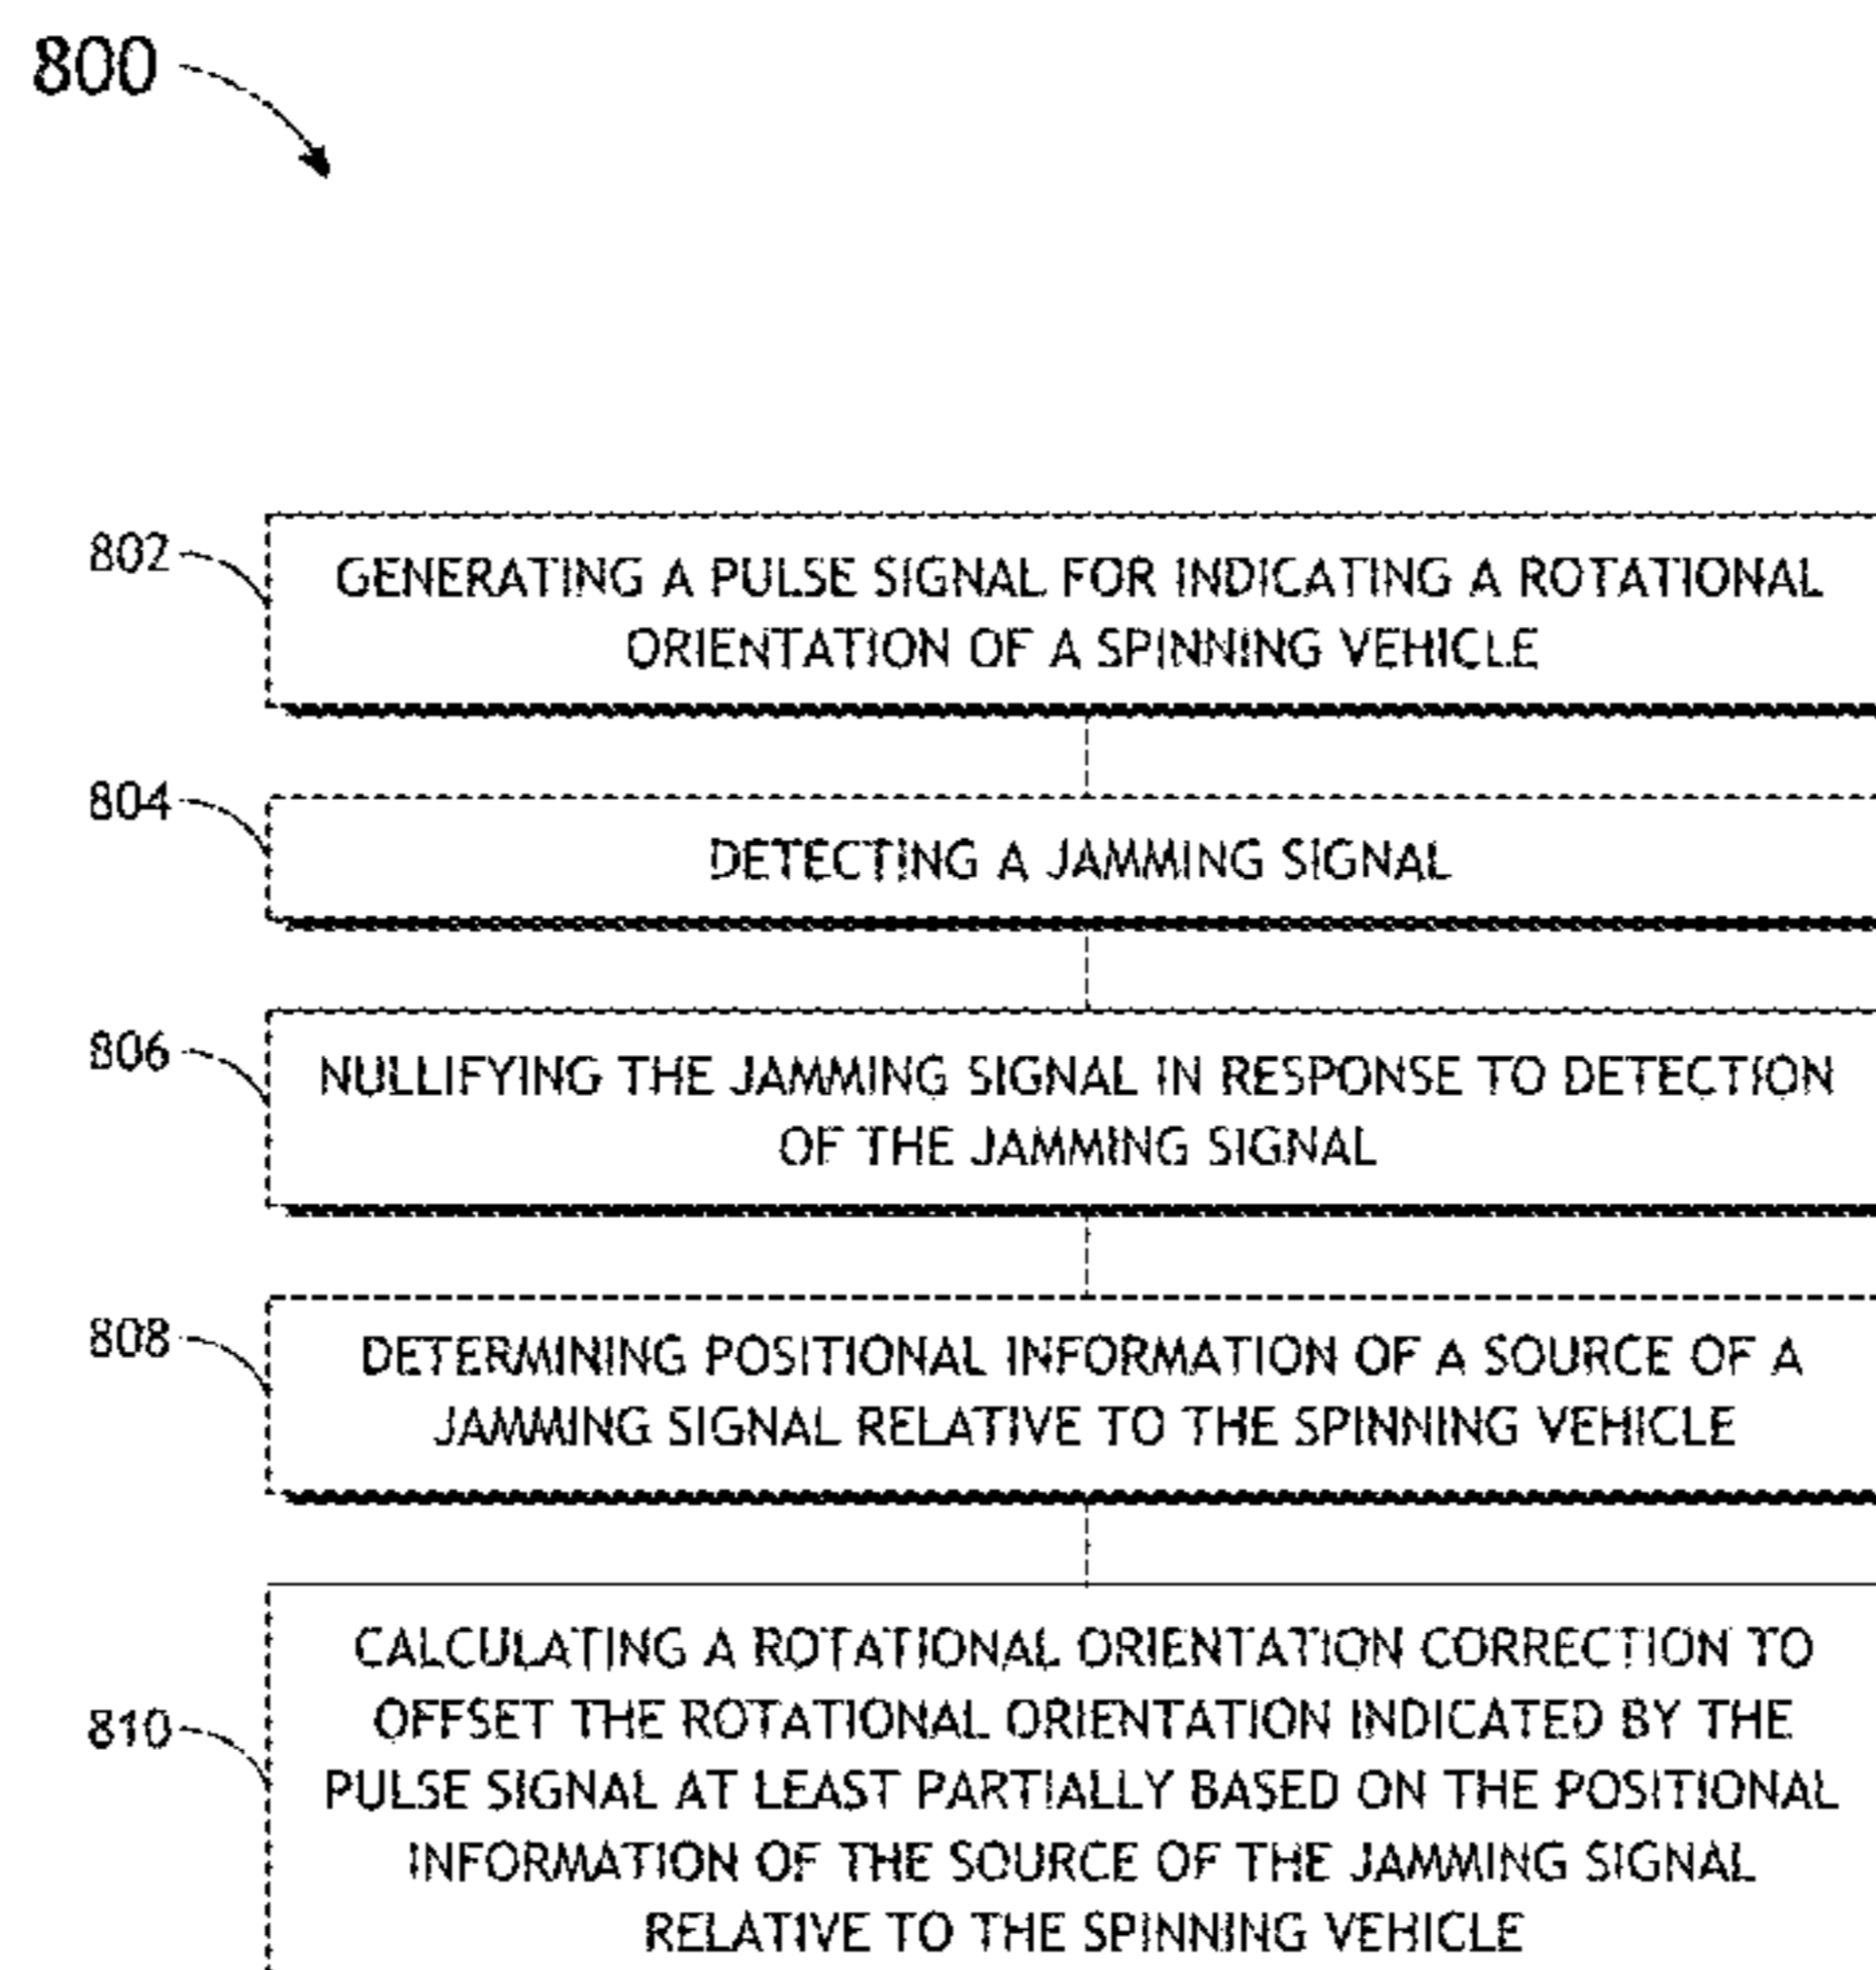 800
802
GENERATING A PULSE SIGNAL FOR INDICATING A ROTATIONAL
ORIENTATION OF A SPINNING VEHICLE
804
DETECTING A JAMMING SIGNAL
806
NULLIFYING THE JAMMING SIGNAL IN RESPONSE TO DETECTION
OF THE JAMMING SIGNAL
808
DETERMINING POSITIONAL INFORMATION OF A SOURCE OF A
JAMMING SIGNAL RELATIVE TO THE SPINNING VEHICLE
810
CALCULATING A ROTATIONAL ORIENTATION CORRECTION TO
OFFSET THE ROTATIONAL ORIENTATION INDICATED BY THE
PULSE SIGNAL AT LEAST PARTIALLY BASED ON THE POSITIONAL
INFORMATION OF THE SOURCE OF THE JAMMING SIGNAL
RELATIVE TO THE SPINNING VEHICLE